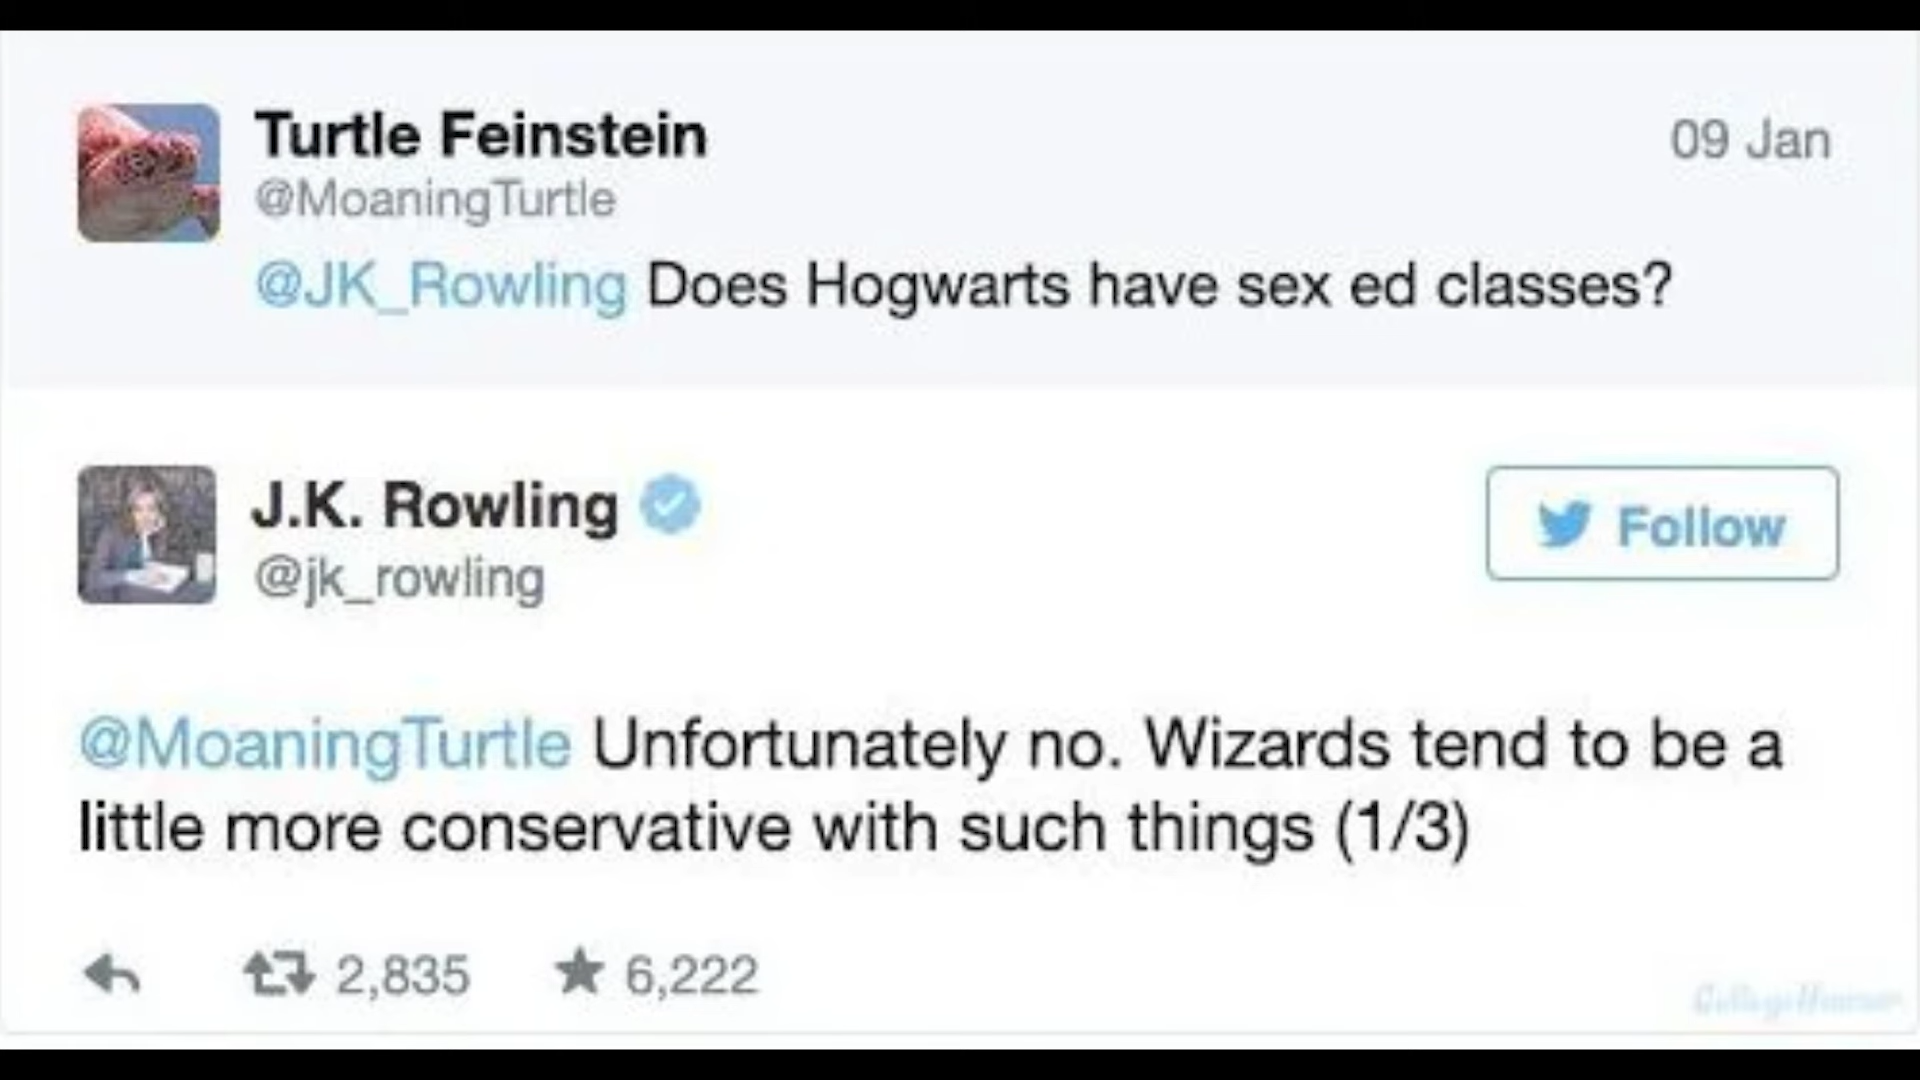 Turtle Feinstein
09 Jan
@MoaningTurtle
@JK_Rowling Does Hogwarts have sex ed classes?
J.K. Rowling
Follow
@jk_rowling
@MoaningTurtle Unfortunately no. Wizards tend to be a
little more conservative with such things (1/3)
2,835 6,222
CollegeHumor